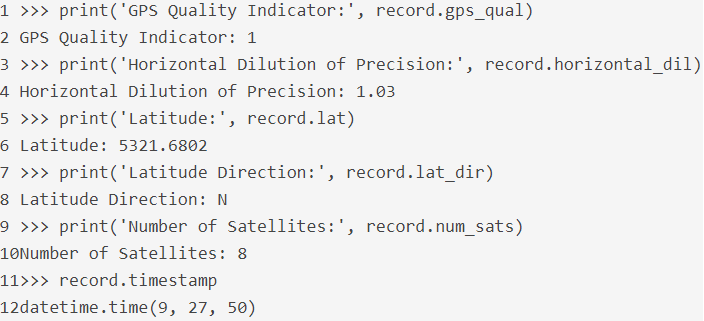 1 >>> print('GPS Quality Indicator:', record.gps_qual)
2 GPS Quality Indicator: 1
3 >>> print('Horizontal Dilution of Precision:', record.horizontal_dil)
4 Horizontal Dilution of Precision: 1.03
5 >>> print('Latitude:', record.lat)
6 Latitude: 5321.6802
7 >>> print('Latitude Direction:', record.lat_dir)
8 Latitude Direction: N
9 >>> print('Number of Satellites:', record.num_sats)
10Number of Satellites: 8
11>>> record.timestamp
12datetime.time(9, 27, 50)